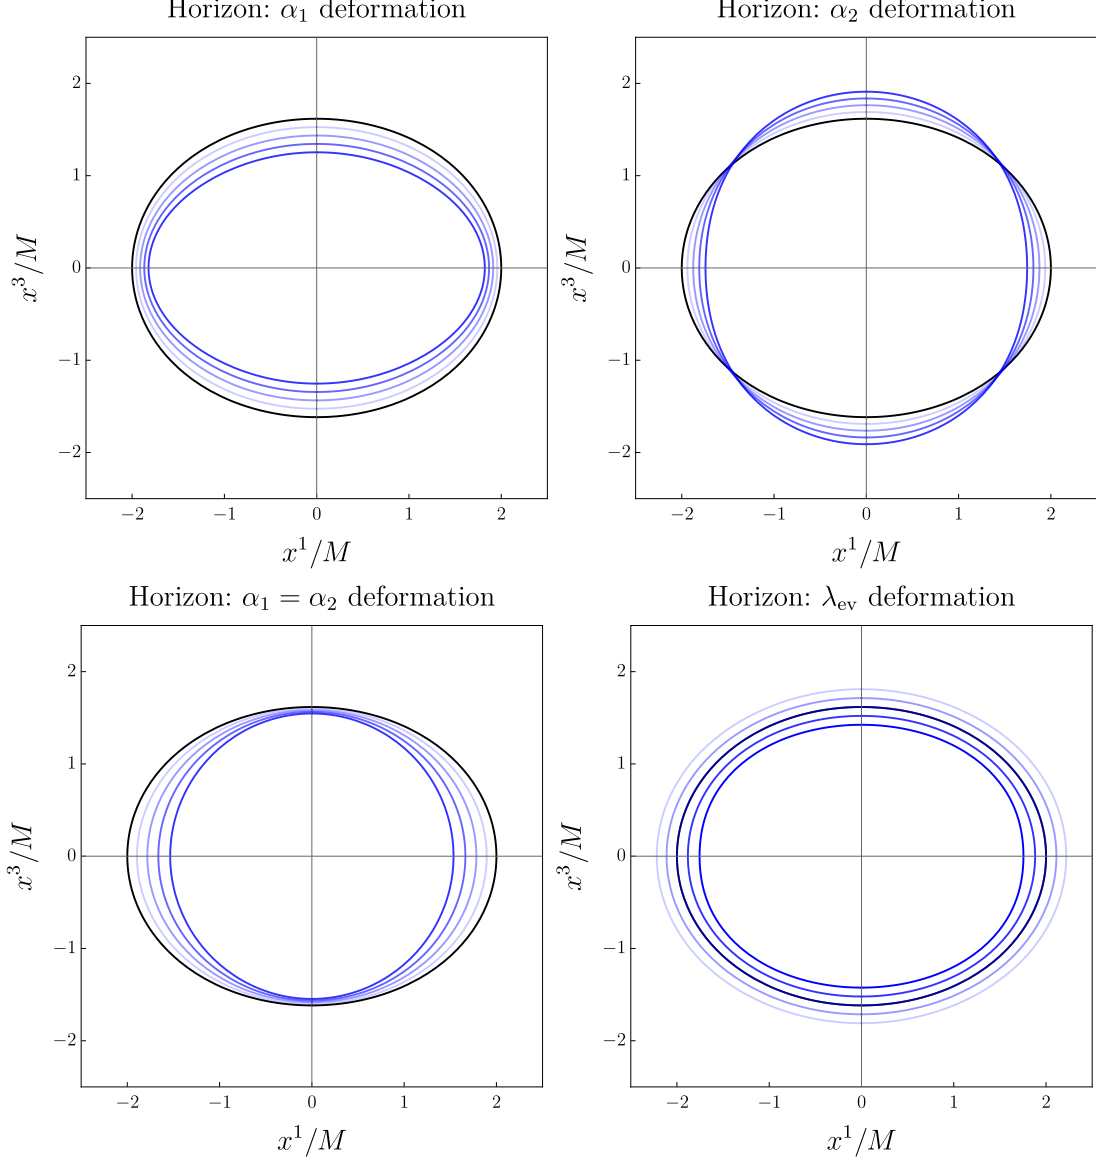 Horizon: α₁ deformation
2
1
0
−1
−2
x³/M
−2 −1 0 1 2
x¹/M
Horizon: α₂ deformation
2
1
0
−1
−2
x³/M
−2 −1 0 1 2
x¹/M
Horizon: α₁ = α₂ deformation
2
1
0
−1
−2
x³/M
−2 −1 0 1 2
x¹/M
Horizon: λ_ev deformation
2
1
0
−1
−2
x³/M
−2 −1 0 1 2
x¹/M